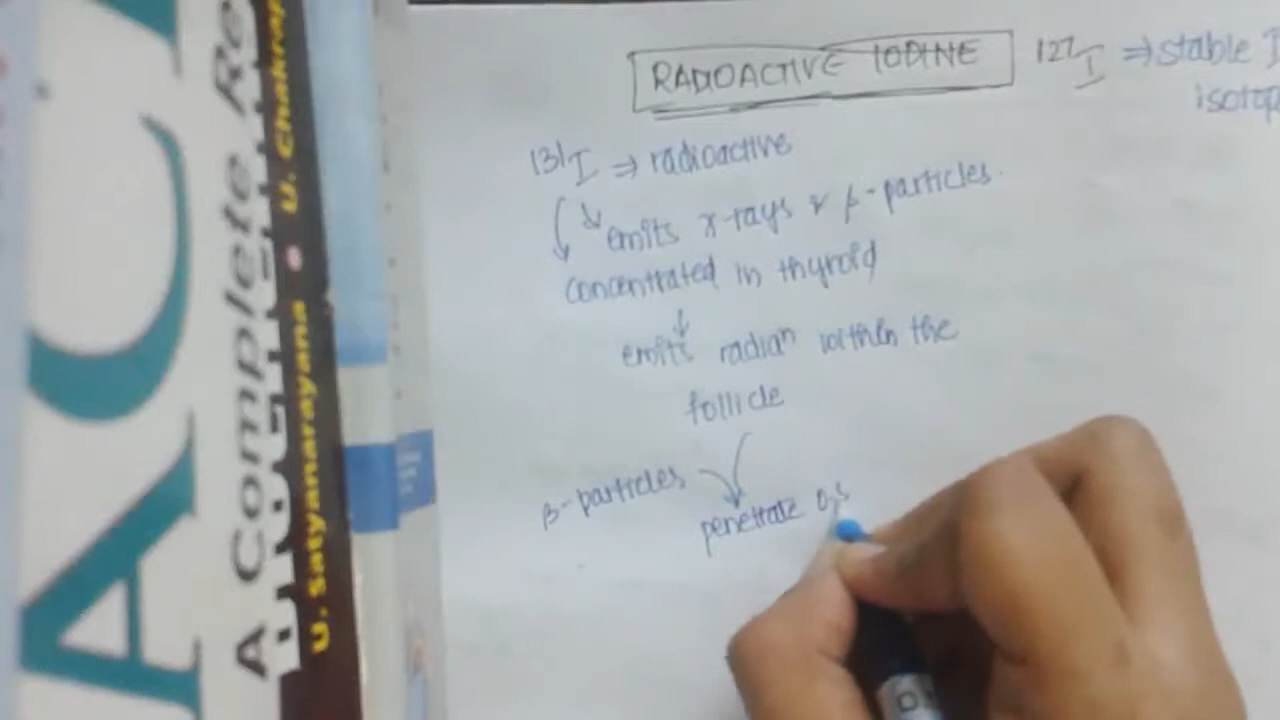 RADIOACTIVE IODINE
127I ⇒ stable I
isotop
131I ⇒ radioactive
emits γ-rays & β-particles
concentrated in thyroid
emits radian within the
follicle
β-particles
penetrate 0.5
A Complete Re
U. Satyanarayana • U. Chakrap